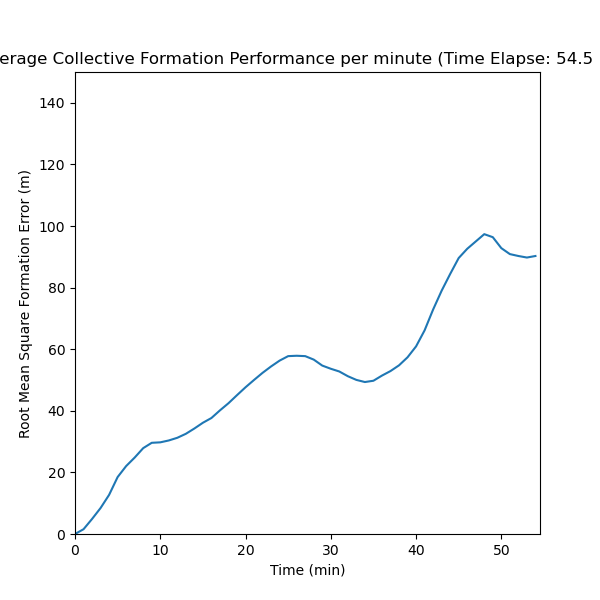 erage Collective Formation Performance per minute (Time Elapse: 54.5
140
120
100
80
60
40
20
0
Root Mean Square Formation Error (m)
0 10 20 30 40 50
Time (min)